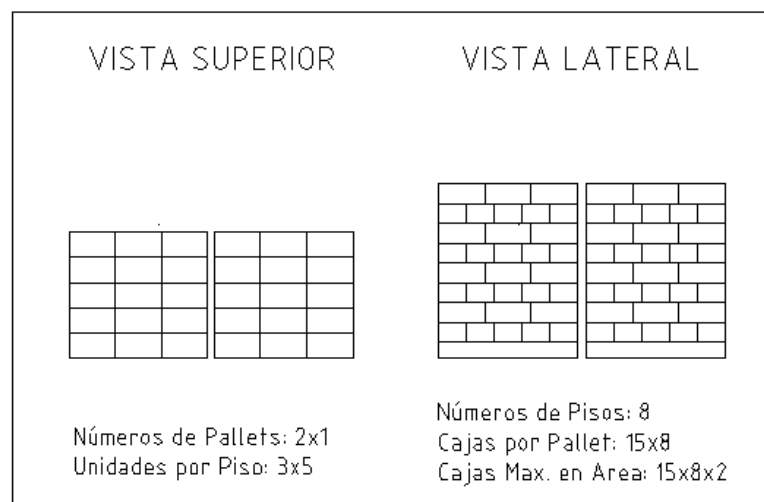 VISTA SUPERIOR
VISTA LATERAL
Números de Pallets: 2x1
Unidades por Piso: 3x5
Números de Pisos: 8
Cajas por Pallet: 15x8
Cajas Max. en Area: 15x8x2